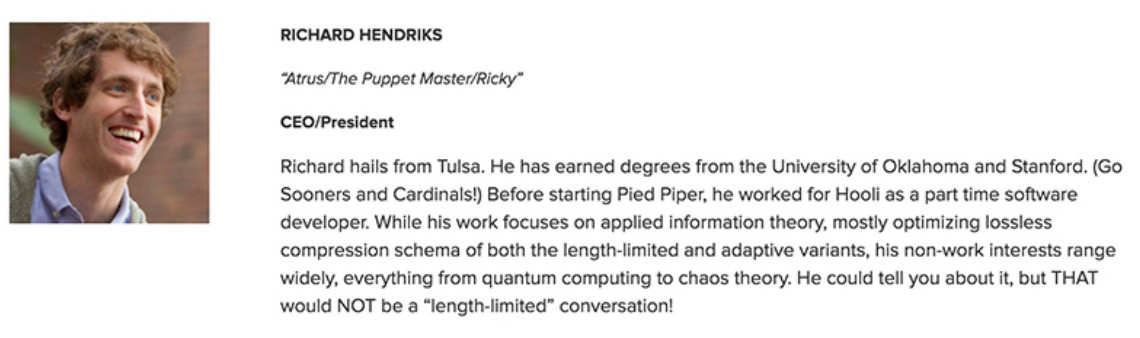 RICHARD HENDRIKS
“Atrus/The Puppet Master/Ricky”
CEO/President
Richard hails from Tulsa. He has earned degrees from the University of Oklahoma and Stanford. (Go
Sooners and Cardinals!) Before starting Pied Piper, he worked for Hooli as a part time software
developer. While his work focuses on applied information theory, mostly optimizing lossless
compression schema of both the length-limited and adaptive variants, his non-work interests range
widely, everything from quantum computing to chaos theory. He could tell you about it, but THAT
would NOT be a “length-limited” conversation!